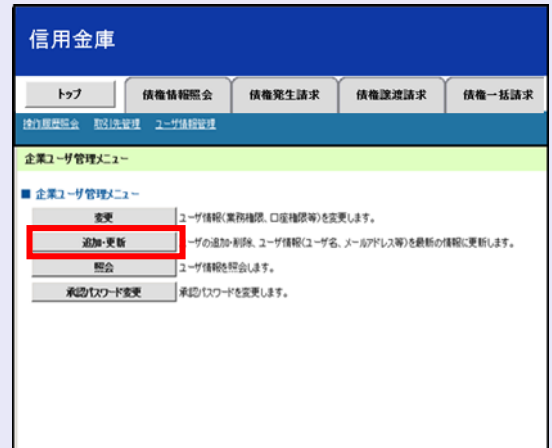 信用金庫
トップ 債権情報照会 債権発生請求 債権譲渡請求 債権一括請求
操作履歴照会 取引先管理 ユーザ情報管理
企業ユーザ管理メニュー
■ 企業ユーザ管理メニュー
変更 ユーザ情報(業務権限、口座権限等)を変更します。
追加・更新 ーザの追加・削除、ユーザ情報(ユーザ名、メールアドレス等)を最新の情報に更新します。
照会 ユーザ情報を照会します。
承認パスワード変更 承認パスワードを変更します。